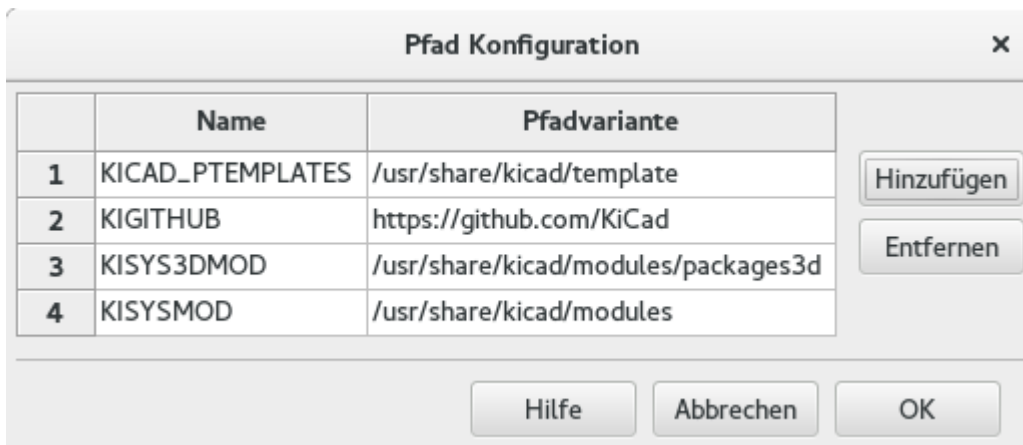 Pfad Konfiguration
×
Name Pfadvariante
1 KICAD_PTEMPLATES /usr/share/kicad/template
2 KIGITHUB https://github.com/KiCad
3 KISYS3DMOD /usr/share/kicad/modules/packages3d
4 KISYSMOD /usr/share/kicad/modules
Hinzufügen
Entfernen
Hilfe Abbrechen OK